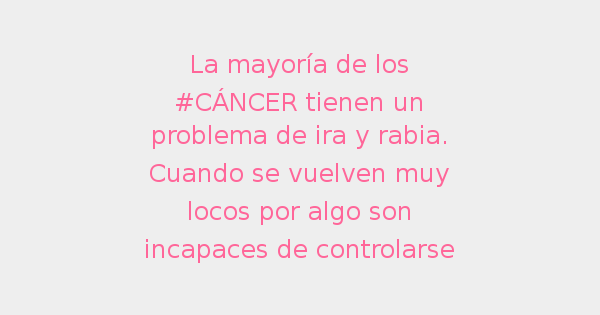 La mayoría de los
#CÁNCER tienen un
problema de ira y rabia.
Cuando se vuelven muy
locos por algo son
incapaces de controlarse